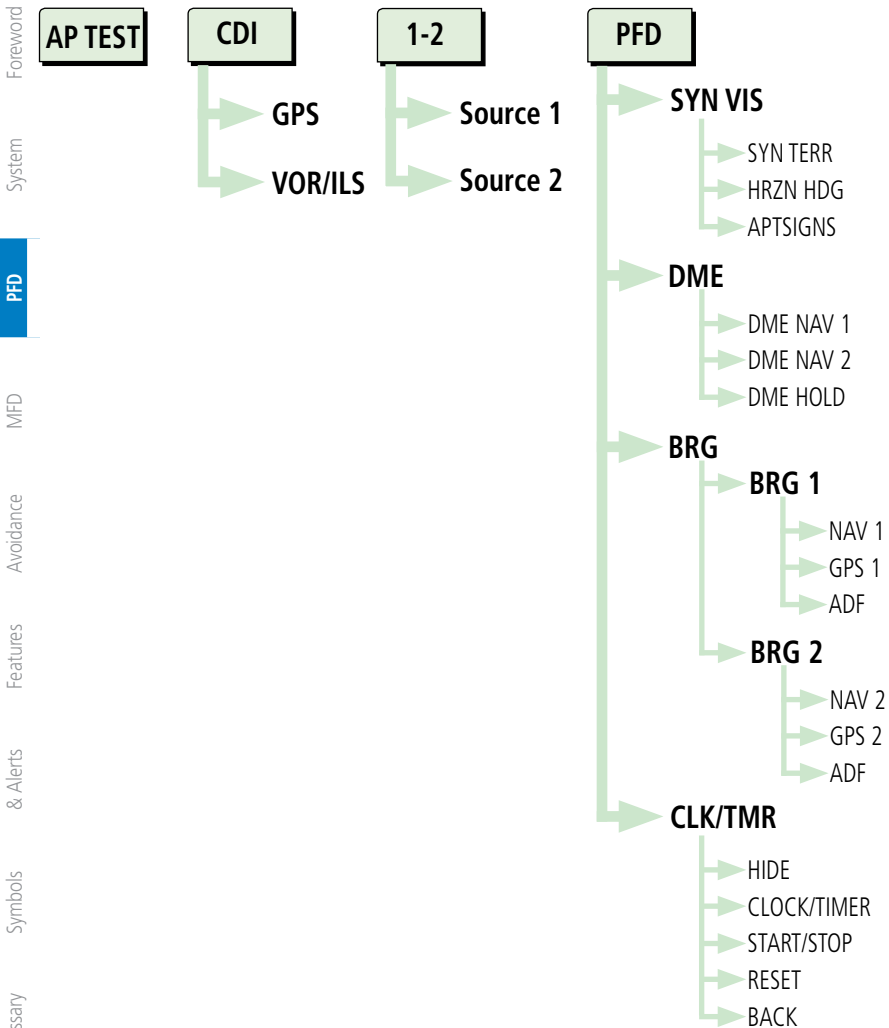 Foreword
System
PFD
MFD
Avoidance
Features
& Alerts
Symbols
AP TEST
CDI
GPS
VOR/ILS
1-2
Source 1
Source 2
PFD
SYN VIS
SYN TERR
HRZN HDG
APTSIGNS
DME
DME NAV 1
DME NAV 2
DME HOLD
BRG
BRG 1
NAV 1
GPS 1
ADF
BRG 2
NAV 2
GPS 2
ADF
CLK/TMR
HIDE
CLOCK/TIMER
START/STOP
RESET
BACK